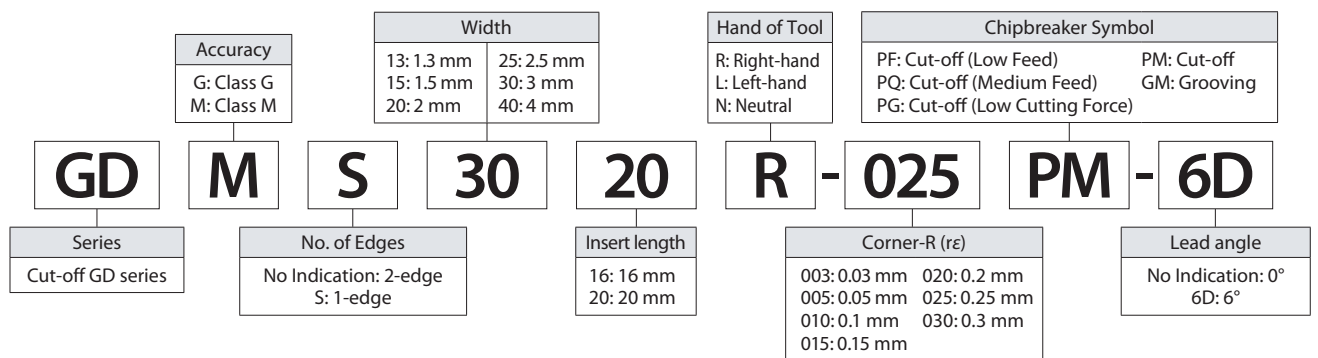 Accuracy
G: Class G
M: Class M
Width
13: 1.3 mm 25: 2.5 mm
15: 1.5 mm 30: 3 mm
20: 2 mm 40: 4 mm
Hand of Tool
R: Right-hand
L: Left-hand
N: Neutral
Chipbreaker Symbol
PF: Cut-off (Low Feed) PM: Cut-off
PQ: Cut-off (Medium Feed) GM: Grooving
PG: Cut-off (Low Cutting Force)
GD M S 30 20 R - 025 PM - 6D
Series
Cut-off GD series
No. of Edges
No Indication: 2-edge
S: 1-edge
Insert length
16: 16 mm
20: 20 mm
Corner-R (rε)
003: 0.03 mm 020: 0.2 mm
005: 0.05 mm 025: 0.25 mm
010: 0.1 mm 030: 0.3 mm
015: 0.15 mm
Lead angle
No Indication: 0°
6D: 6°